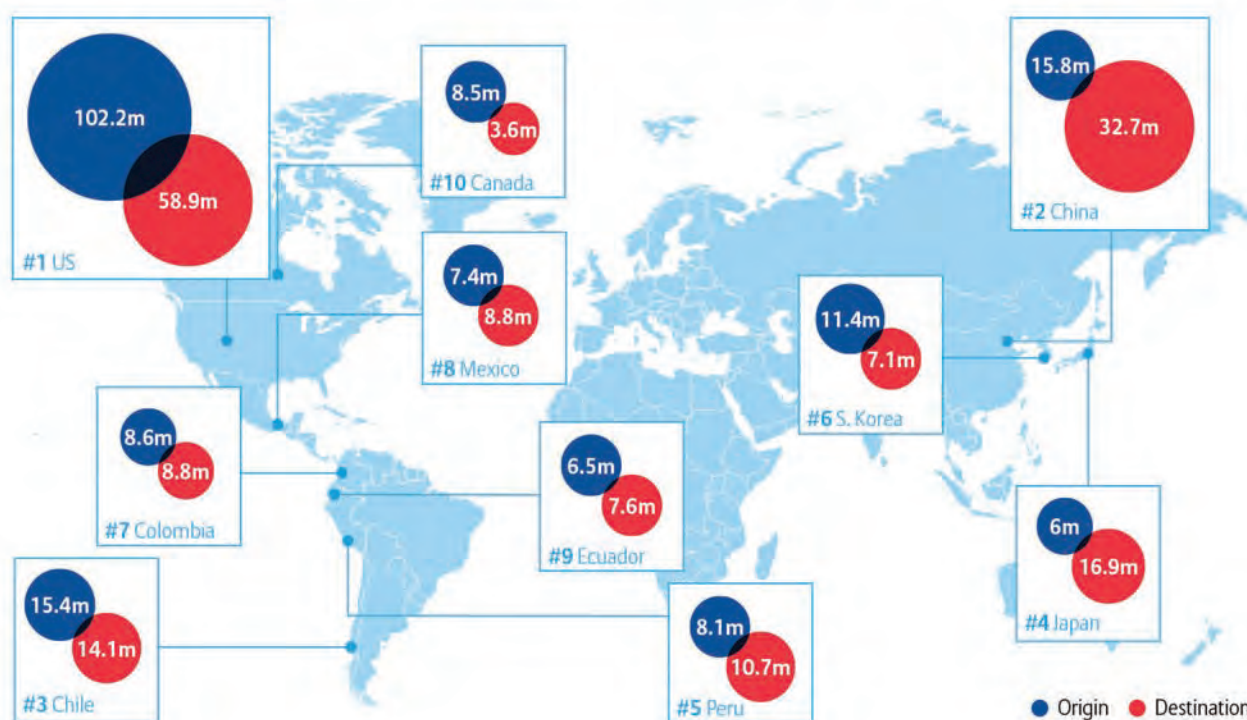 102.2m
58.9m
#1 US
8.5m
3.6m
#10 Canada
15.8m
32.7m
#2 China
7.4m
8.8m
#8 Mexico
11.4m
7.1m
#6 S. Korea
8.6m
8.8m
#7 Colombia
6.5m
7.6m
#9 Ecuador
6m
16.9m
#4 Japan
15.4m
14.1m
#3 Chile
8.1m
10.7m
#5 Peru
Origin Destination